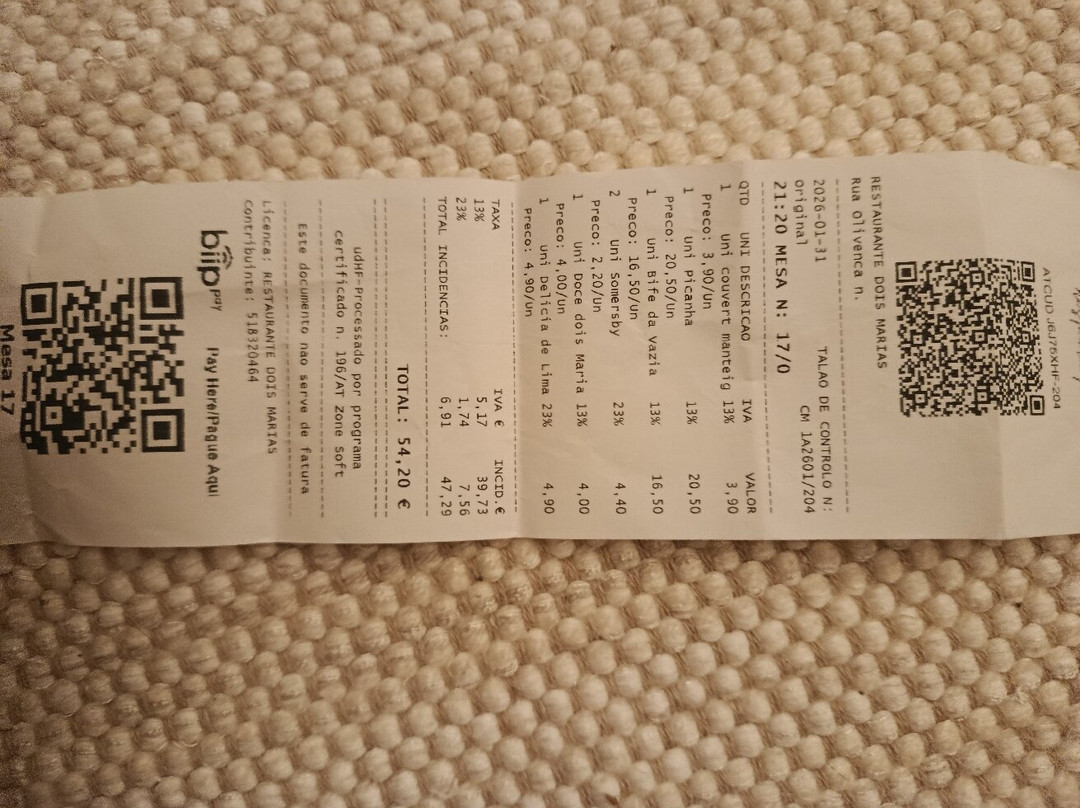 ATCUD J6J75XHF-204
RESTAURANTE DOIS MARIAS
Rua Olivenca n.
TALAO DE CONTROLO N:
2026-01-31 CM 1A2601/204
Original
21:20 MESA N: 17/0
QTD UNI DESCRICAO IVA VALOR
1 Uni Couvert manteig 13% 3,90
Preco: 3,90/Un
1 Uni Picanha 13% 20,50
Preco: 20,50/Un
1 Uni Bife da Vazia 13% 16,50
Preco: 16,50/Un
2 Uni Somersby 23% 4,40
Preco: 2,20/Un
1 Uni Doce dois Maria 13% 4,00
Preco: 4,00/Un
1 Uni Delicia de Lima 23% 4,90
Preco: 4,90/Un
TAXA IVA € INCID.€
13% 5,17 39,73
23% 1,74 7,56
TOTAL INCIDENCIAS: 6,91 47,29
TOTAL: 54,20 €
udHF-Processado por programa
certificado n. 196/AT Zone Soft
Este documento nao serve de fatura
Licenca: RESTAURANTE DOIS MARIAS
Contribuinte: 518320464
biip pay Pay Here/Pague Aqui
Mesa 17